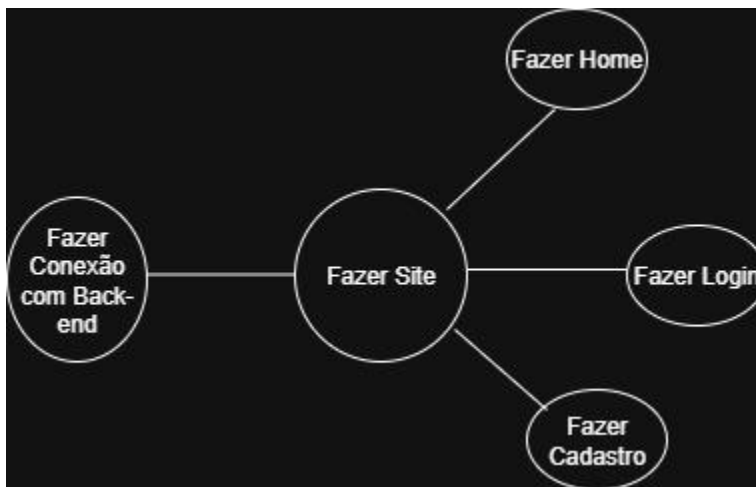 Fazer Home
Fazer
Conexão
com Back-
end
Fazer Site
Fazer Login
Fazer
Cadastro